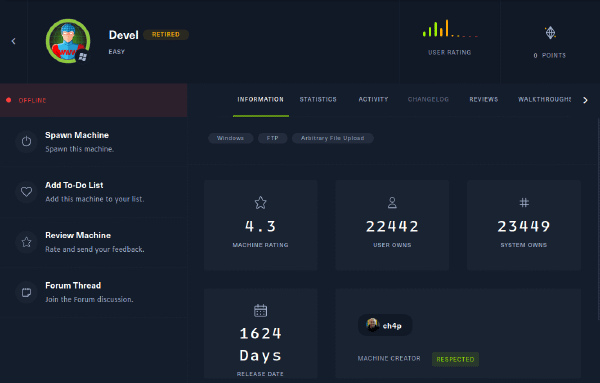 Devel RETIRED
EASY
USER RATING
0 POINTS
OFFLINE
INFORMATION STATISTICS ACTIVITY CHANGELOG REVIEWS WALKTHROUGHS
Spawn Machine
Spawn this machine.
Windows FTP Arbitrary File Upload
Add To-Do List
Add this machine to your list.
4.3
MACHINE RATING
22442
USER OWNS
23449
SYSTEM OWNS
Review Machine
Rate and send your feedback.
Forum Thread
Join the Forum discussion.
1624
Days
RELEASE DATE
ch4p
MACHINE CREATOR RESPECTED